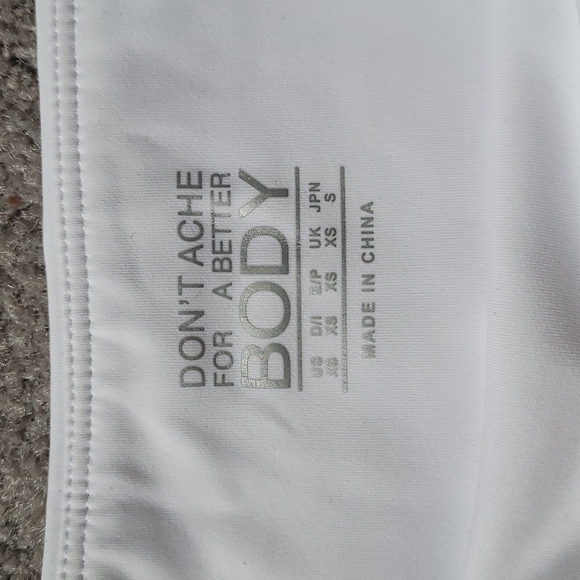 DON'T ACHE
FOR A BETTER
BODY
US D/I E/P UK JPN
XS XS XS XS S
MADE IN CHINA